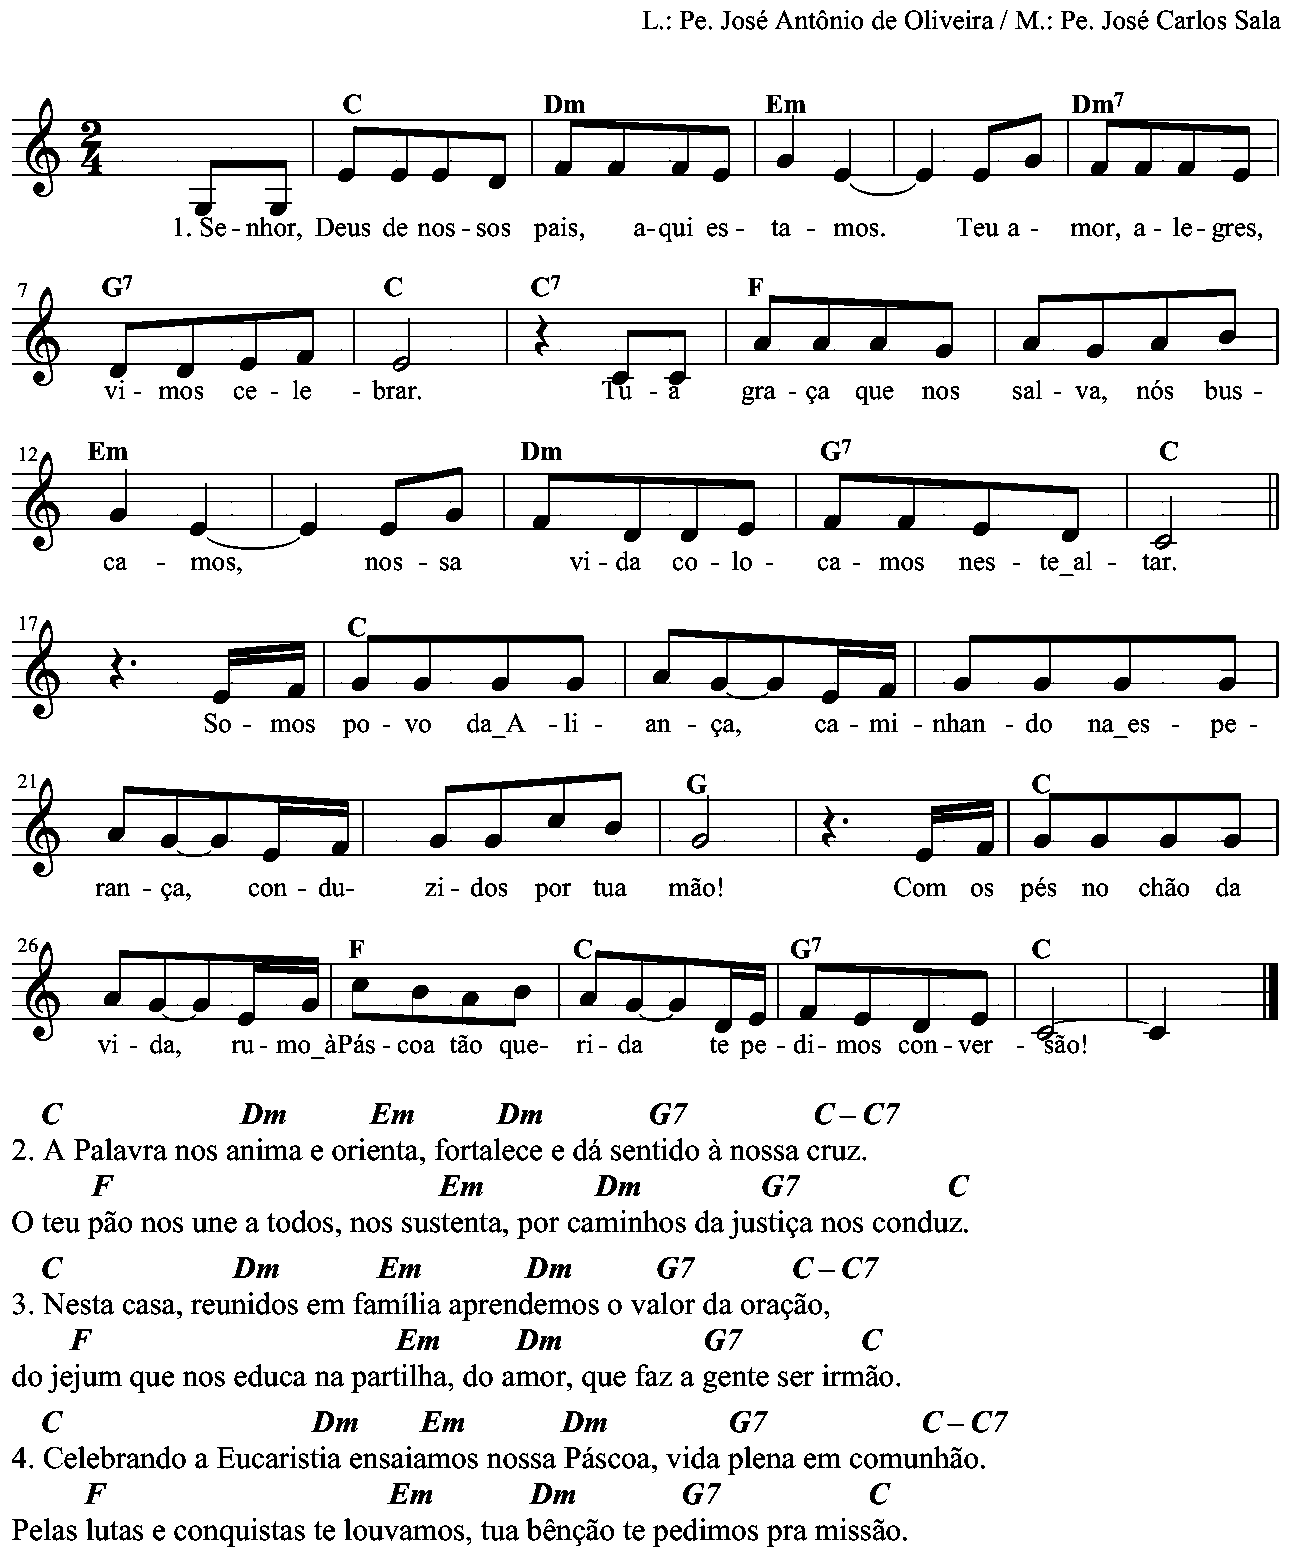 L.: Pe. José Antônio de Oliveira / M.: Pe. José Carlos Sala
C Dm Em Dm7
2/4
1. Se - nhor, Deus de nos - sos pais, a - qui es - ta - mos. Teu a - mor, a - le - gres,
7 G7 C C7 F
vi - mos ce - le - brar. Tu - a gra - ça que nos sal - va, nós bus -
12 Em Dm G7 C
ca - mos, nos - sa vi - da co - lo - ca - mos nes - te_al - tar.
17 C
So - mos po - vo da_A - li - an - ça, ca - mi - nhan - do na_es - pe -
21 G C
ran - ça, con - du - zi - dos por tua mão! Com os pés no chão da
26 F C G7 C
vi - da, ru - mo_à Pás - coa tão que - ri - da te pe - di - mos con - ver - são!
C Dm Em Dm G7 C – C7
2. A Palavra nos anima e orienta, fortalece e dá sentido à nossa cruz.
F Em Dm G7 C
O teu pão nos une a todos, nos sustenta, por caminhos da justiça nos conduz.
C Dm Em Dm G7 C – C7
3. Nesta casa, reunidos em família aprendemos o valor da oração,
F Em Dm G7 C
do jejum que nos educa na partilha, do amor, que faz a gente ser irmão.
C Dm Em Dm G7 C – C7
4. Celebrando a Eucaristia ensaiamos nossa Páscoa, vida plena em comunhão.
F Em Dm G7 C
Pelas lutas e conquistas te louvamos, tua bênção te pedimos pra missão.